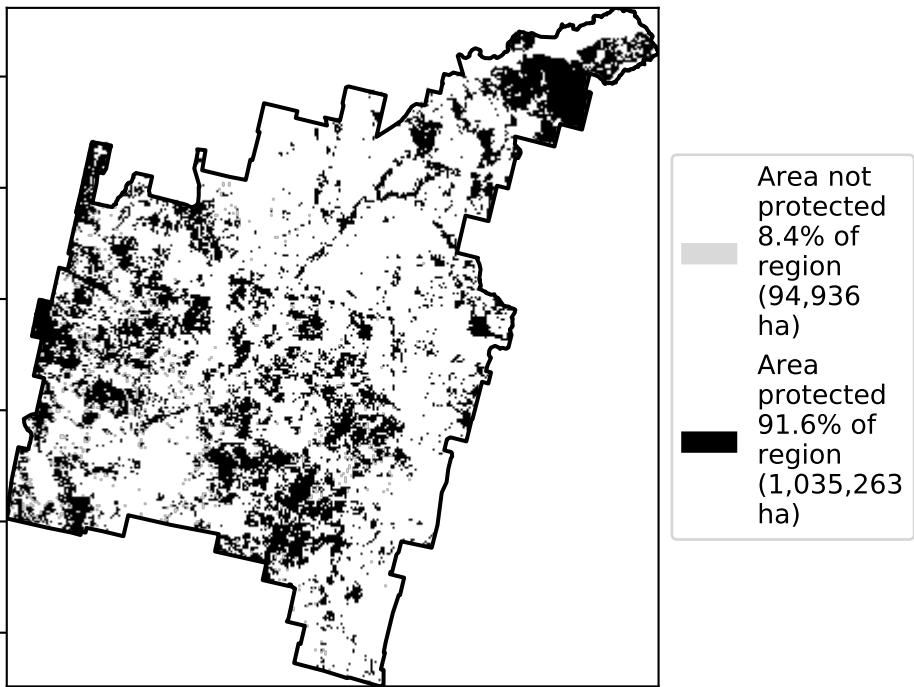 Area not
protected
8.4% of
region
(94,936
ha)
Area
protected
91.6% of
region
(1,035,263
ha)